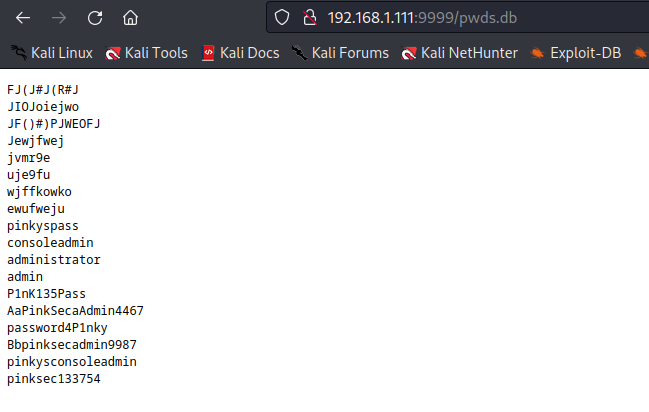 192.168.1.111:9999/pwds.db
Kali Linux Kali Tools Kali Docs Kali Forums Kali NetHunter Exploit-DB
FJ(J#J(R#J
JIOJoiejwo
JF()#)PJWEOFJ
Jewjfwej
jvmr9e
uje9fu
wjffkowko
ewufweju
pinkyspass
consoleadmin
administrator
admin
P1nK135Pass
AaPinkSecaAdmin4467
password4P1nky
Bbpinksecadmin9987
pinkysconsoleadmin
pinksec133754